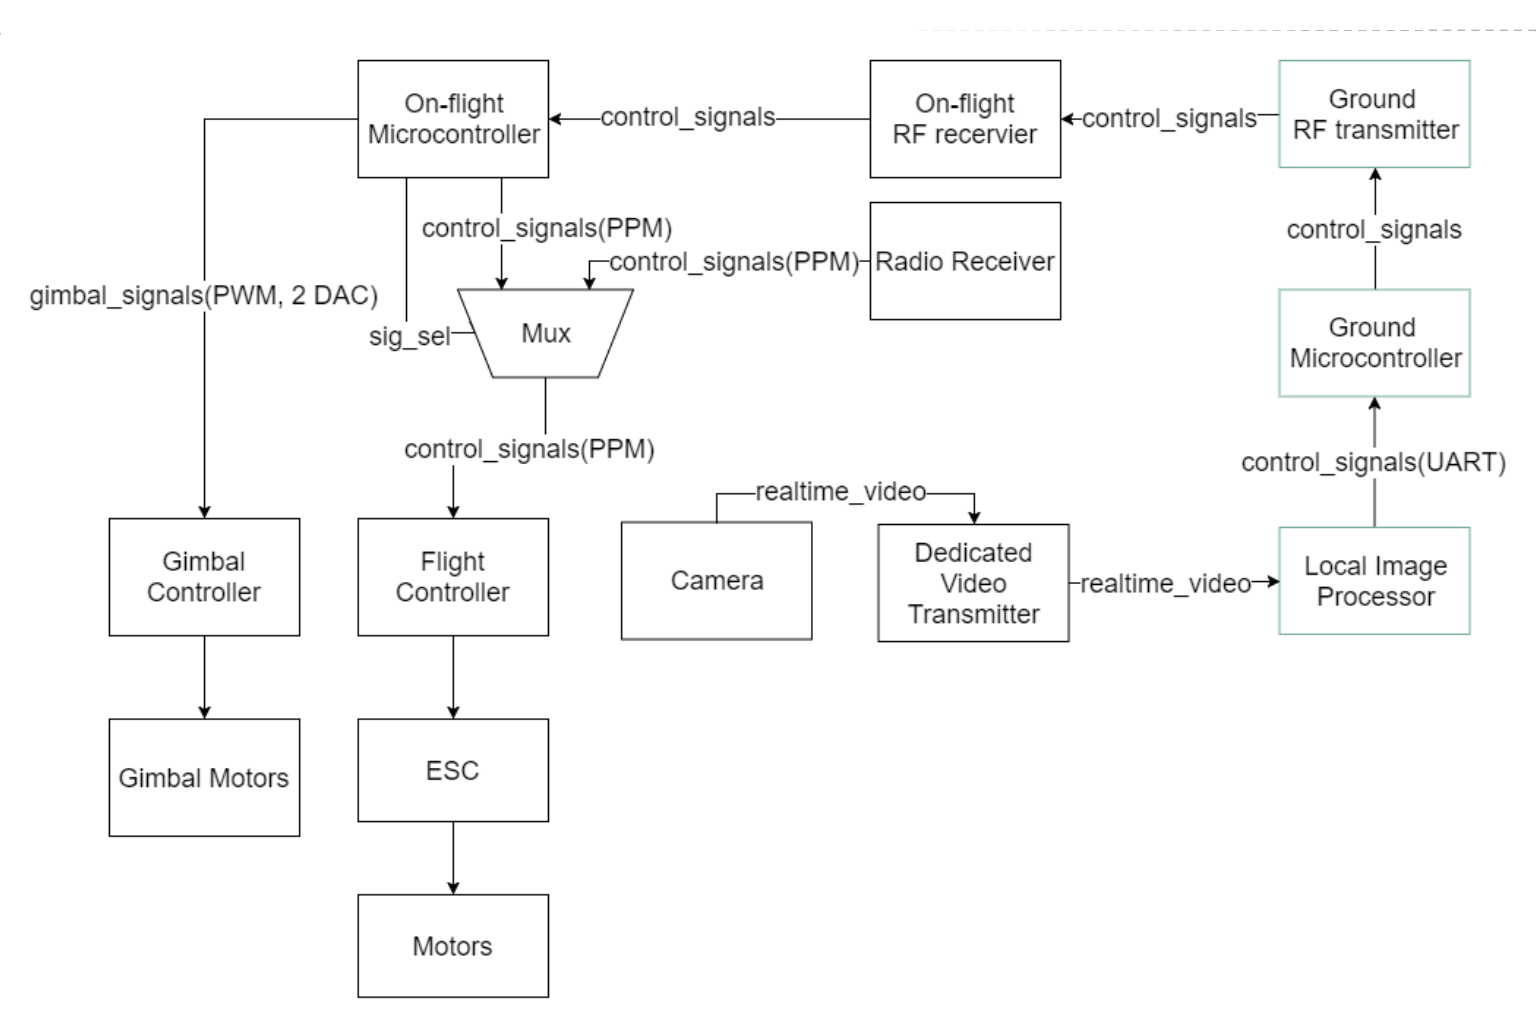 On-flight
Microcontroller
control_signals
On-flight
RF recervier
control_signals
Ground
RF transmitter
control_signals(PPM)
control_signals
control_signals(PPM)
Radio Receiver
gimbal_signals(PWM, 2 DAC)
sig_sel
Mux
Ground
Microcontroller
control_signals(PPM)
control_signals(UART)
realtime_video
Gimbal
Controller
Flight
Controller
Camera
Dedicated
Video
Transmitter
realtime_video
Local Image
Processor
Gimbal Motors
ESC
Motors